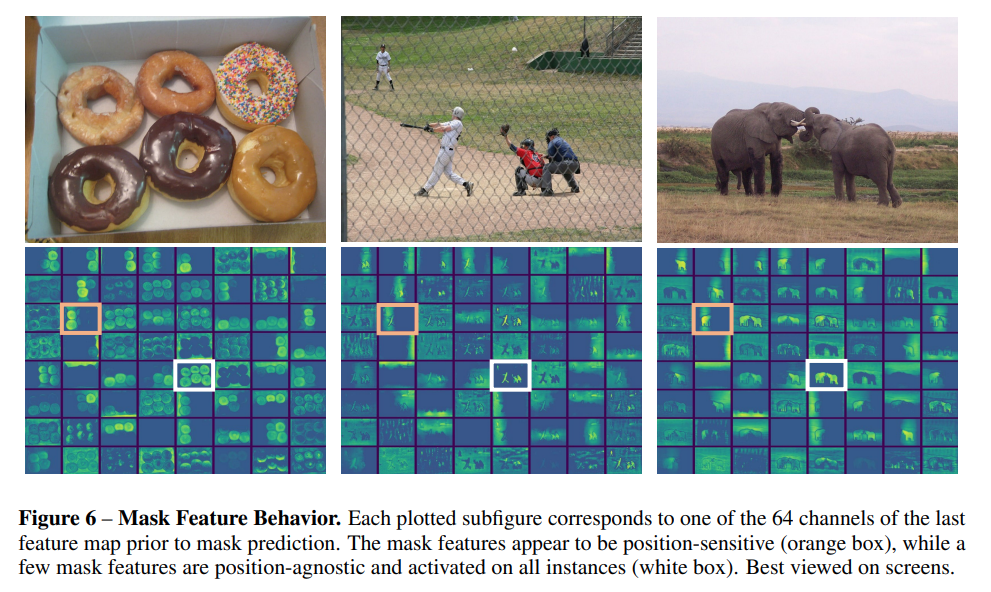 Figure 6 – Mask Feature Behavior. Each plotted subfigure corresponds to one of the 64 channels of the last
feature map prior to mask prediction. The mask features appear to be position-sensitive (orange box), while a
few mask features are position-agnostic and activated on all instances (white box). Best viewed on screens.